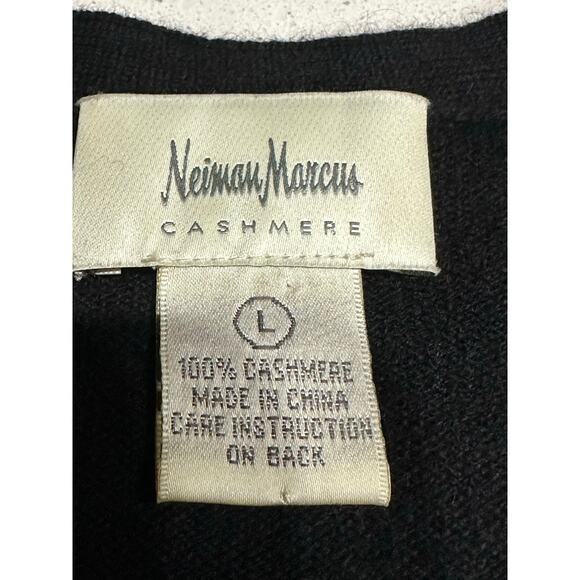 Neiman Marcus
CASHMERE
L
100% CASHMERE
MADE IN CHINA
CARE INSTRUCTION
ON BACK